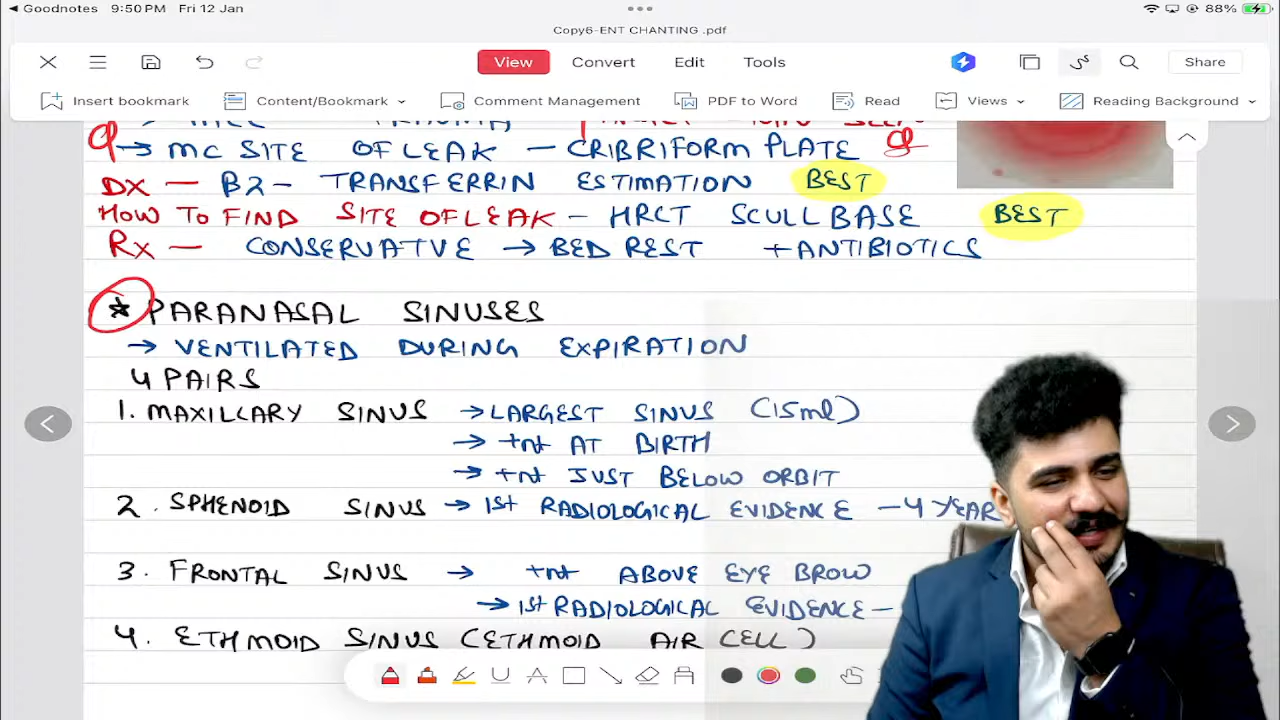 Goodnotes 9:50 PM Fri 12 Jan 88%
Copy6-ENT CHANTING .pdf
View Convert Edit Tools Share
Insert bookmark Content/Bookmark Comment Management PDF to Word Read Views Reading Background
→ MC SITE OF LEAK – CRIBRIFORM PLATE
DX – B2 – TRANSFERRIN ESTIMATION BEST
HOW TO FIND SITE OF LEAK – HRCT SCULL BASE BEST
RX – CONSERVATVE → BED REST + ANTIBIOTICS
* PARANASAL SINUSES
→ VENTILATED DURING EXPIRATION
4 PAIRS
1. MAXILLARY SINUS → LARGEST SINUS (15ml)
→ +nt AT BIRTH
→ +nt JUST BELOW ORBIT
2. SPHENOID SINUS → 1st RADIOLOGICAL EVIDENCE – 4 YEAR
3. FRONTAL SINUS → +nt ABOVE EYE BROW
→ 1st RADIOLOGICAL EVIDENCE –
4. ETHMOID SINUS (ETHMOID AIR CELL)